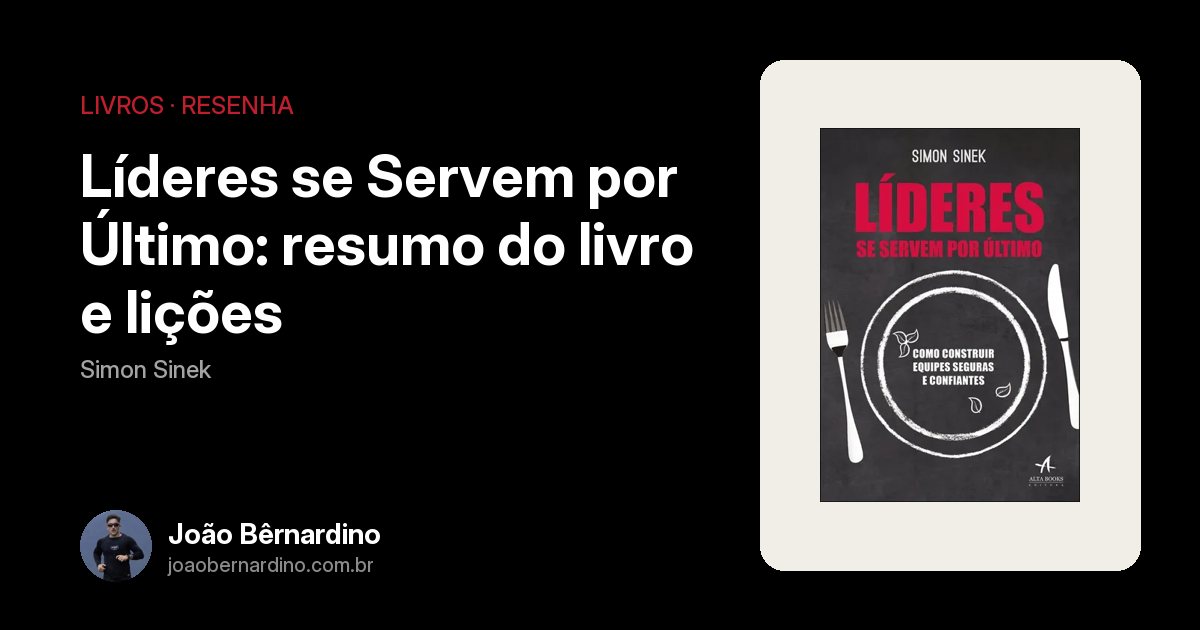 LIVROS · RESENHA
Líderes se Servem por
Último: resumo do livro
e lições
Simon Sinek
João Bêrnardino
joaobernardino.com.br
SIMON SINEK
LÍDERES
SE SERVEM POR ÚLTIMO
COMO CONSTRUIR
EQUIPES SEGURAS
E CONFIANTES
ALTA BOOKS
EDITORA